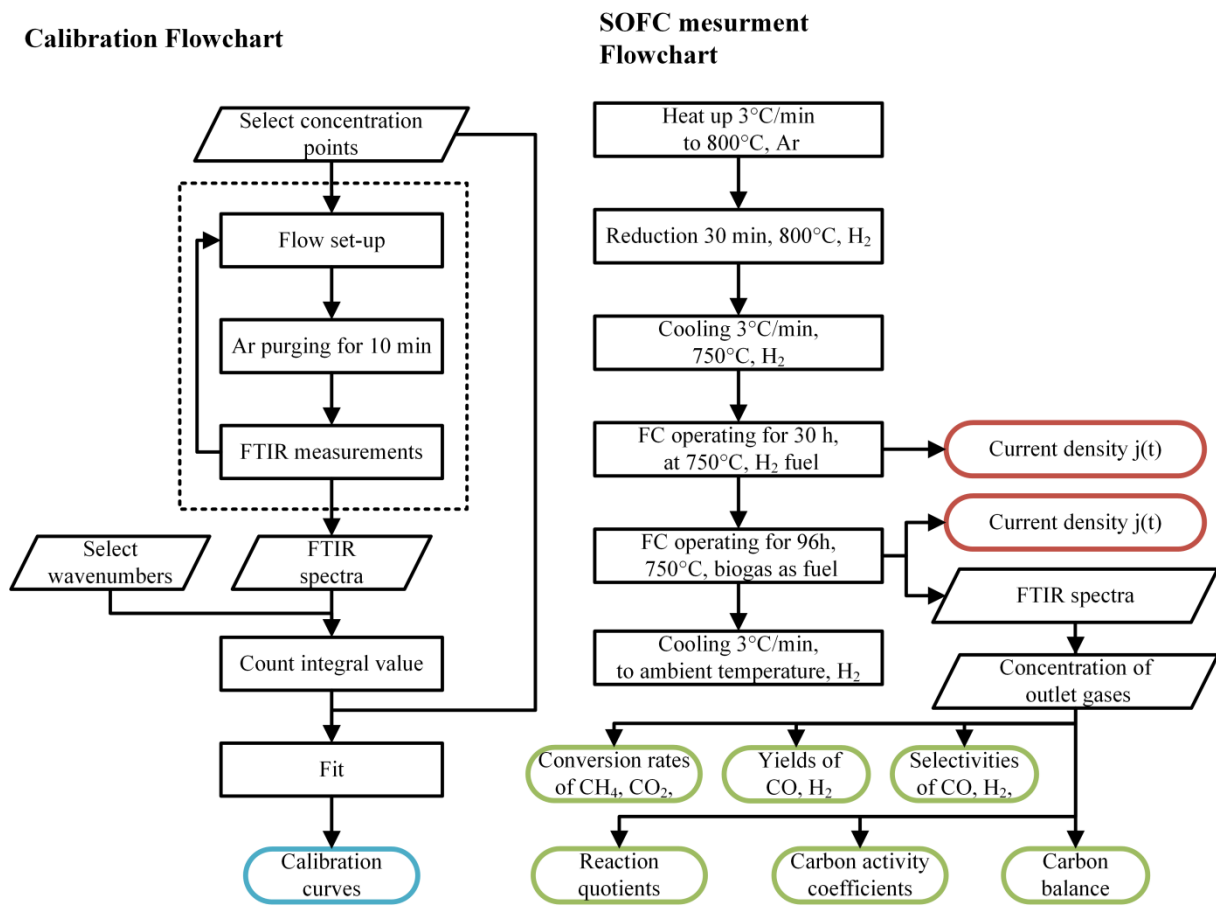 Calibration Flowchart
Select concentration
points
Flow set-up
Ar purging for 10 min
FTIR measurements
Select
wavenumbers
FTIR
spectra
Count integral value
Fit
Calibration
curves
SOFC mesurment
Flowchart
Heat up 3°C/min
to 800°C, Ar
Reduction 30 min, 800°C, H₂
Cooling 3°C/min,
750°C, H₂
FC operating for 30 h,
at 750°C, H₂ fuel
Current density j(t)
FC operating for 96h,
750°C, biogas as fuel
Current density j(t)
FTIR spectra
Cooling 3°C/min,
to ambient temperature, H₂
Concentration of
outlet gases
Conversion rates
of CH₄, CO₂,
Yields of
CO, H₂
Selectivities
of CO, H₂,
Reaction
quotients
Carbon activity
coefficients
Carbon
balance